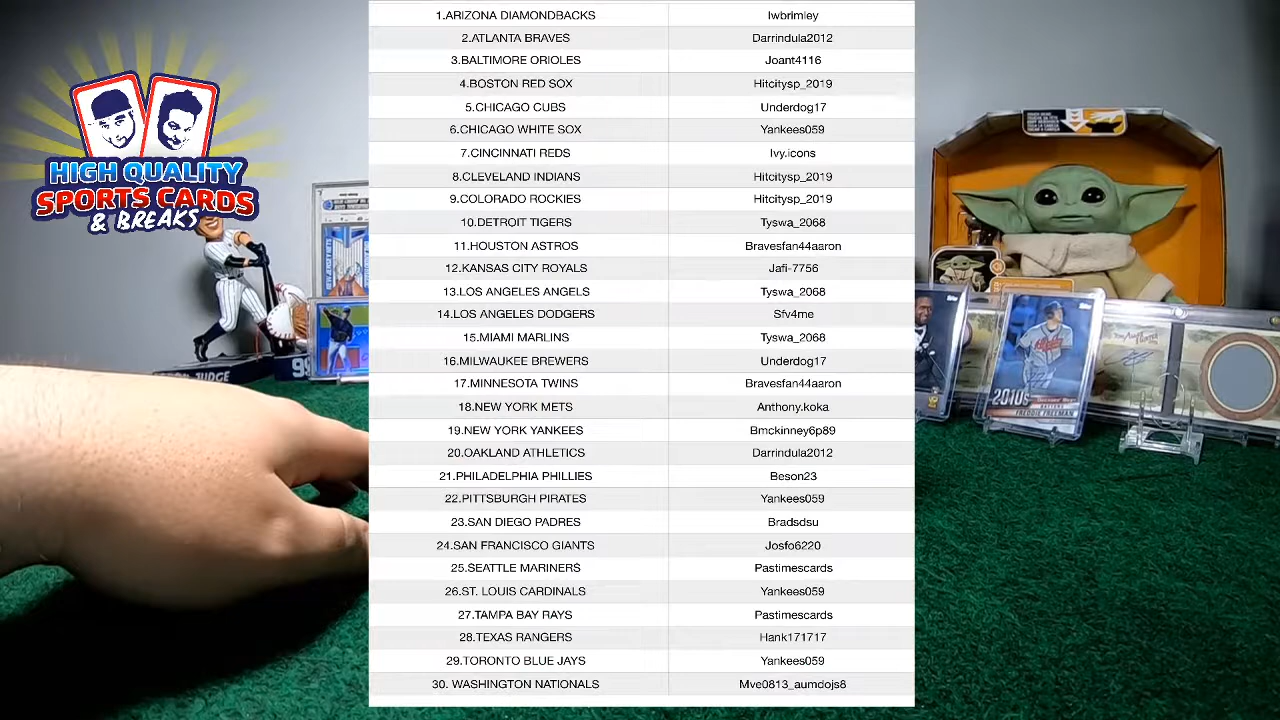 HIGH QUALITY
SPORTS CARDS
& BREAKS
1.ARIZONA DIAMONDBACKS Iwbrimley
2.ATLANTA BRAVES Darrindula2012
3.BALTIMORE ORIOLES Joant4116
4.BOSTON RED SOX Hitcitysp_2019
5.CHICAGO CUBS Underdog17
6.CHICAGO WHITE SOX Yankees059
7.CINCINNATI REDS Ivy.icons
8.CLEVELAND INDIANS Hitcitysp_2019
9.COLORADO ROCKIES Hitcitysp_2019
10.DETROIT TIGERS Tyswa_2068
11.HOUSTON ASTROS Bravesfan44aaron
12.KANSAS CITY ROYALS Jafi-7756
13.LOS ANGELES ANGELS Tyswa_2068
14.LOS ANGELES DODGERS Sfv4me
15.MIAMI MARLINS Tyswa_2068
16.MILWAUKEE BREWERS Underdog17
17.MINNESOTA TWINS Bravesfan44aaron
18.NEW YORK METS Anthony.koka
19.NEW YORK YANKEES Bmckinney6p89
20.OAKLAND ATHLETICS Darrindula2012
21.PHILADELPHIA PHILLIES Beson23
22.PITTSBURGH PIRATES Yankees059
23.SAN DIEGO PADRES Bradsdsu
24.SAN FRANCISCO GIANTS Josfo6220
25.SEATTLE MARINERS Pastimescards
26.ST. LOUIS CARDINALS Yankees059
27.TAMPA BAY RAYS Pastimescards
28.TEXAS RANGERS Hank171717
29.TORONTO BLUE JAYS Yankees059
30. WASHINGTON NATIONALS Mve0813_aumdojs8
JUDGE
99
Topps
2010s
FREDDIE FREEMAN